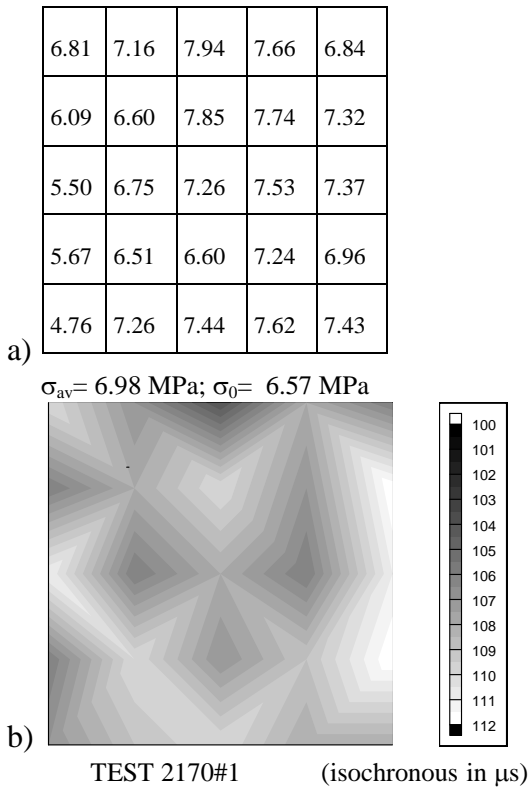 6.81 7.16 7.94 7.66 6.84
6.09 6.60 7.85 7.74 7.32
5.50 6.75 7.26 7.53 7.37
5.67 6.51 6.60 7.24 6.96
4.76 7.26 7.44 7.62 7.43
a)
σav= 6.98 MPa; σ0= 6.57 MPa
100
101
102
103
104
105
106
107
108
109
110
111
112
b)
TEST 2170#1 (isochronous in μs)